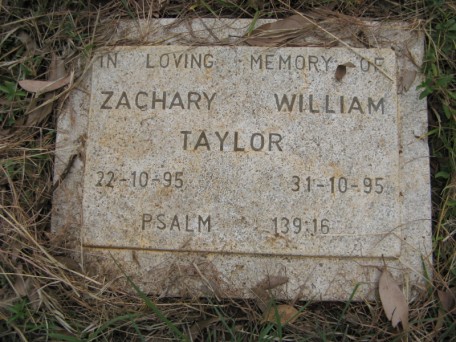 IN LOVING MEMORY OF
ZACHARY WILLIAM
TAYLOR
22-10-95 31-10-95
PSALM 139:16